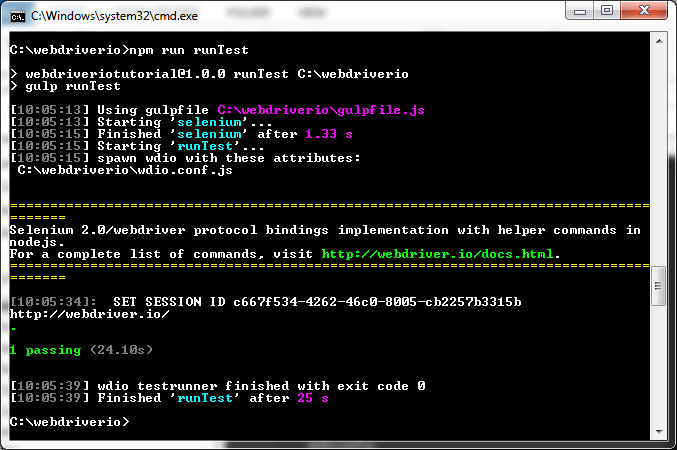 C:\Windows\system32\cmd.exe
C:\webdriverio>npm run runTest
> webdriveriotutorial@1.0.0 runTest C:\webdriverio
> gulp runTest
[10:05:13] Using gulpfile C:\webdriverio\gulpfile.js
[10:05:13] Starting 'selenium'...
[10:05:15] Finished 'selenium' after 1.33 s
[10:05:15] Starting 'runTest'...
[10:05:15] spawn wdio with these attributes:
C:\webdriverio\wdio.conf.js
================================================================================
=======
Selenium 2.0/webdriver protocol bindings implementation with helper commands in
nodejs.
For a complete list of commands, visit http://webdriver.io/docs.html.
================================================================================
=======
[10:05:34]:  SET SESSION ID c667f534-4262-46c0-8005-cb2257b3315b
http://webdriver.io/
.
1 passing (24.10s)
[10:05:39] wdio testrunner finished with exit code 0
[10:05:39] Finished 'runTest' after 25 s
C:\webdriverio>